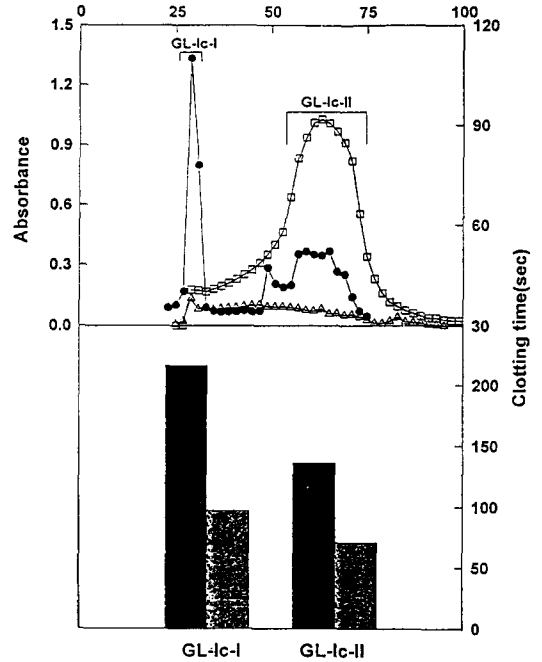 0 25 50 75 100
1.5 120
GL-Ic-I
1.2
GL-Ic-II
0.9 90
0.6 60
0.3
0.0 30
Absorbance
Clotting time(sec)
200
150
100
50
0
GL-Ic-I GL-Ic-II